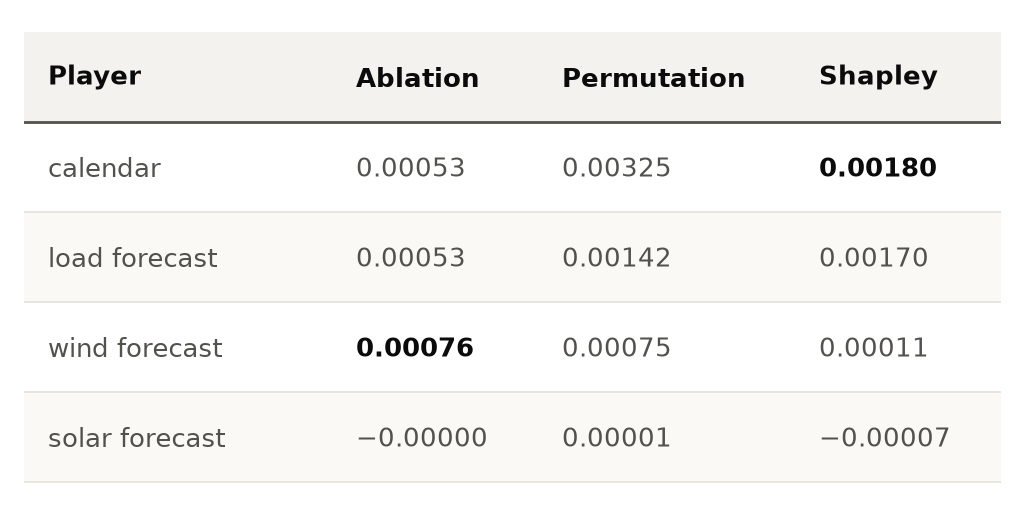 Player Ablation Permutation Shapley
calendar 0.00053 0.00325 0.00180
load forecast 0.00053 0.00142 0.00170
wind forecast 0.00076 0.00075 0.00011
solar forecast −0.00000 0.00001 −0.00007